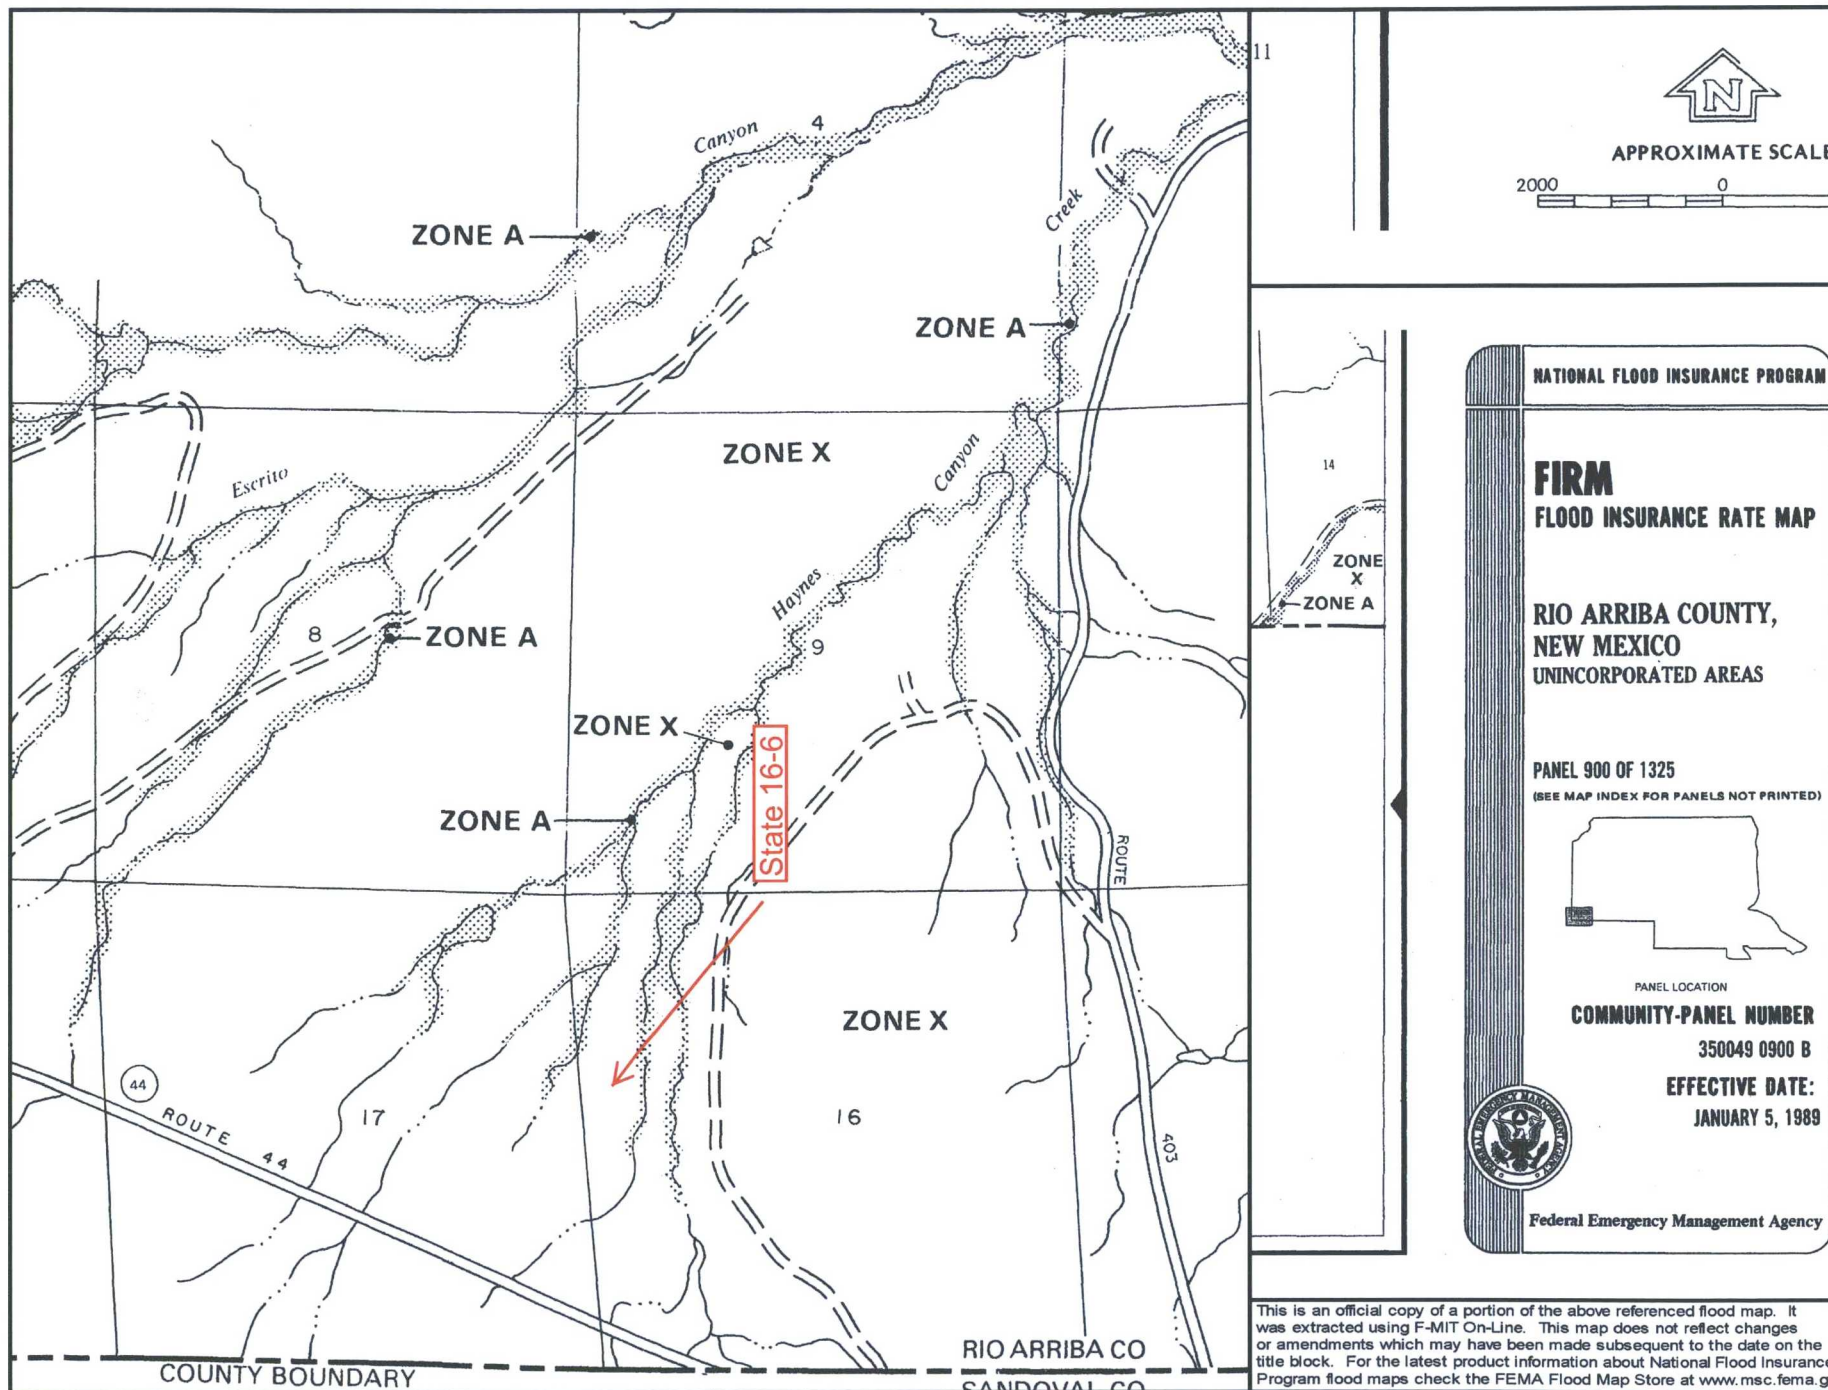 Canyon
4
ZONE A
Creek
ZONE A
ZONE X
Escrito
Canyon
Haynes
8
ZONE A
9
ZONE X
State 16-6
ZONE A
ROUTE
ZONE X
44
ROUTE 44
17
16
403
RIO ARRIBA CO
COUNTY BOUNDARY
SANDOVAL CO
11
N
APPROXIMATE SCALE
2000 0
14
ZONE
X
ZONE A
NATIONAL FLOOD INSURANCE PROGRAM
FIRM
FLOOD INSURANCE RATE MAP
RIO ARRIBA COUNTY,
NEW MEXICO
UNINCORPORATED AREAS
PANEL 900 OF 1325
(SEE MAP INDEX FOR PANELS NOT PRINTED)
PANEL LOCATION
COMMUNITY-PANEL NUMBER
350049 0900 B
EFFECTIVE DATE:
JANUARY 5, 1989
FEDERAL EMERGENCY MANAGEMENT AGENCY
Federal Emergency Management Agency
This is an official copy of a portion of the above referenced flood map. It
was extracted using F-MIT On-Line. This map does not reflect changes
or amendments which may have been made subsequent to the date on the
title block. For the latest product information about National Flood Insurance
Program flood maps check the FEMA Flood Map Store at www.msc.fema.g